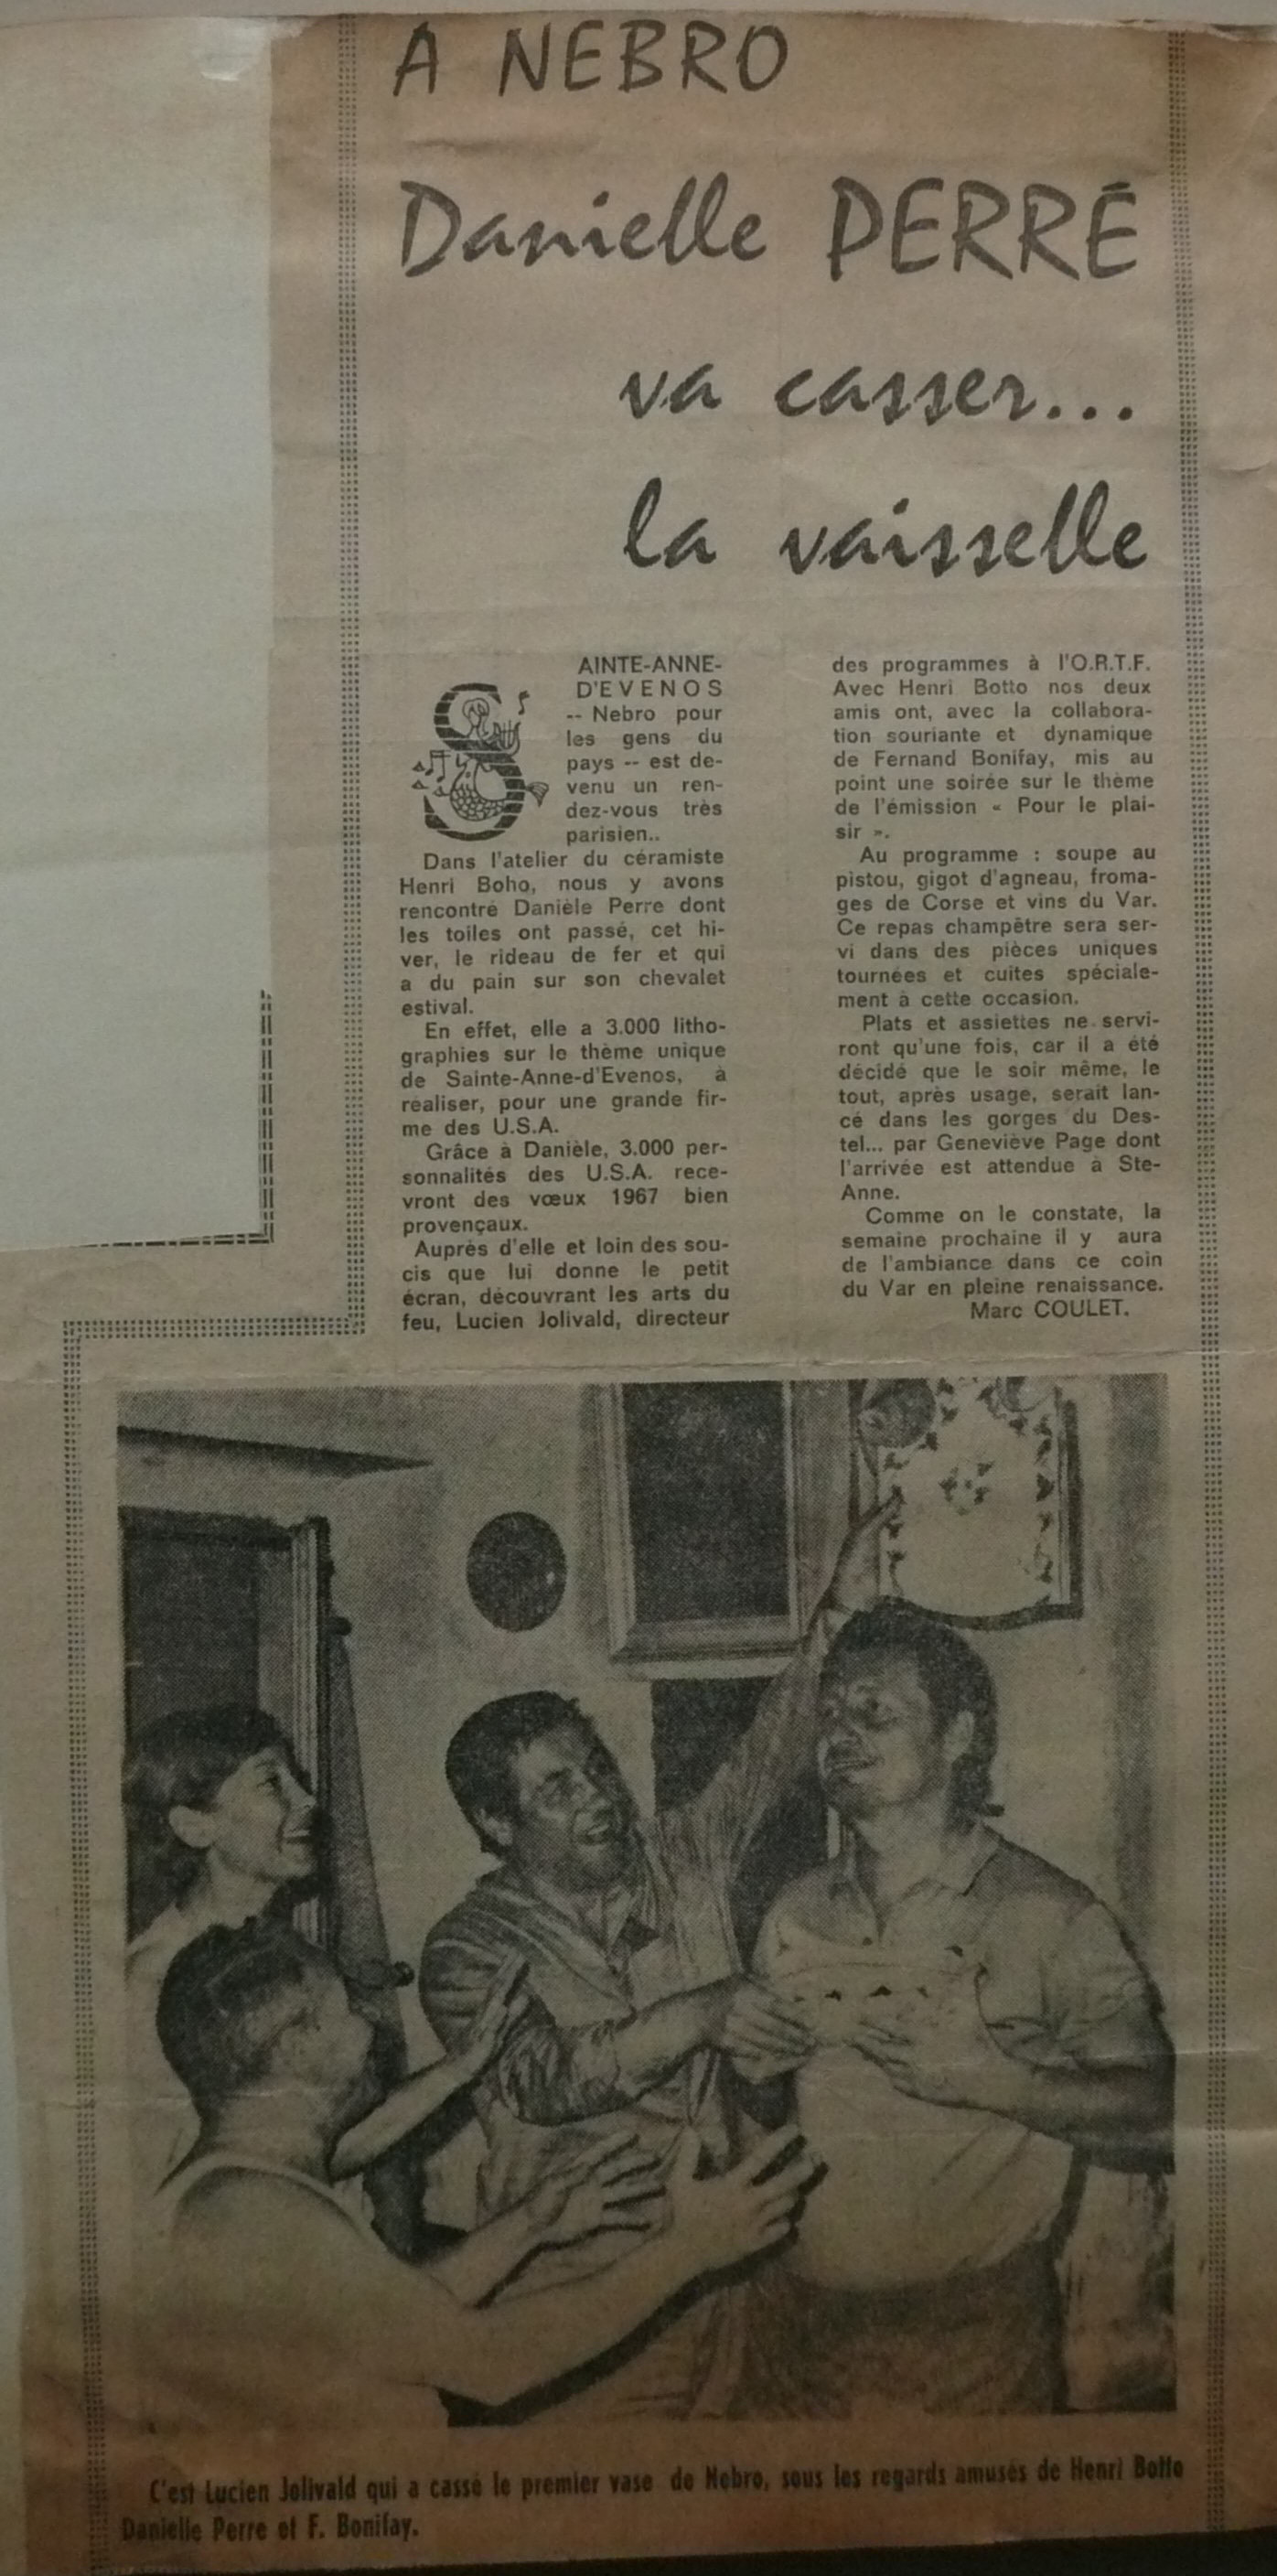 A NEBRO
Danielle PERRÉ
va casser...
la vaisselle
SAINTE-ANNE-
D'EVENOS
-- Nebro pour
les gens du
pays -- est de-
venu un ren-
dez-vous très
parisien..
Dans l'atelier du céramiste
Henri Boho, nous y avons
rencontré Danièle Perre dont
les toiles ont passé, cet hi-
ver, le rideau de fer et qui
a du pain sur son chevalet
estival.
En effet, elle a 3.000 litho-
graphies sur le thème unique
de Sainte-Anne-d'Evenos, à
réaliser, pour une grande fir-
me des U.S.A.
Grâce à Danièle, 3.000 per-
sonnalités des U.S.A. rece-
vront des vœux 1967 bien
provençaux.
Auprès d'elle et loin des sou-
cis que lui donne le petit
écran, découvrant les arts du
feu, Lucien Jolivald, directeur
des programmes à l'O.R.T.F.
Avec Henri Botto nos deux
amis ont, avec la collabora-
tion souriante et dynamique
de Fernand Bonifay, mis au
point une soirée sur le thème
de l'émission « Pour le plai-
sir ».
Au programme : soupe au
pistou, gigot d'agneau, froma-
ges de Corse et vins du Var.
Ce repas champêtre sera ser-
vi dans des pièces uniques
tournées et cuites spéciale-
ment à cette occasion.
Plats et assiettes ne servi-
ront qu'une fois, car il a été
décidé que le soir même, le
tout, après usage, serait lan-
cé dans les gorges du Des-
tel... par Geneviève Page dont
l'arrivée est attendue à Ste-
Anne.
Comme on le constate, la
semaine prochaine il y aura
de l'ambiance dans ce coin
du Var en pleine renaissance.
Marc COULET.
C'est Lucien Jolivald qui a cassé le premier vase de Nebro, sous les regards amusés de Henri Botto
Danielle Perre et F. Bonifay.